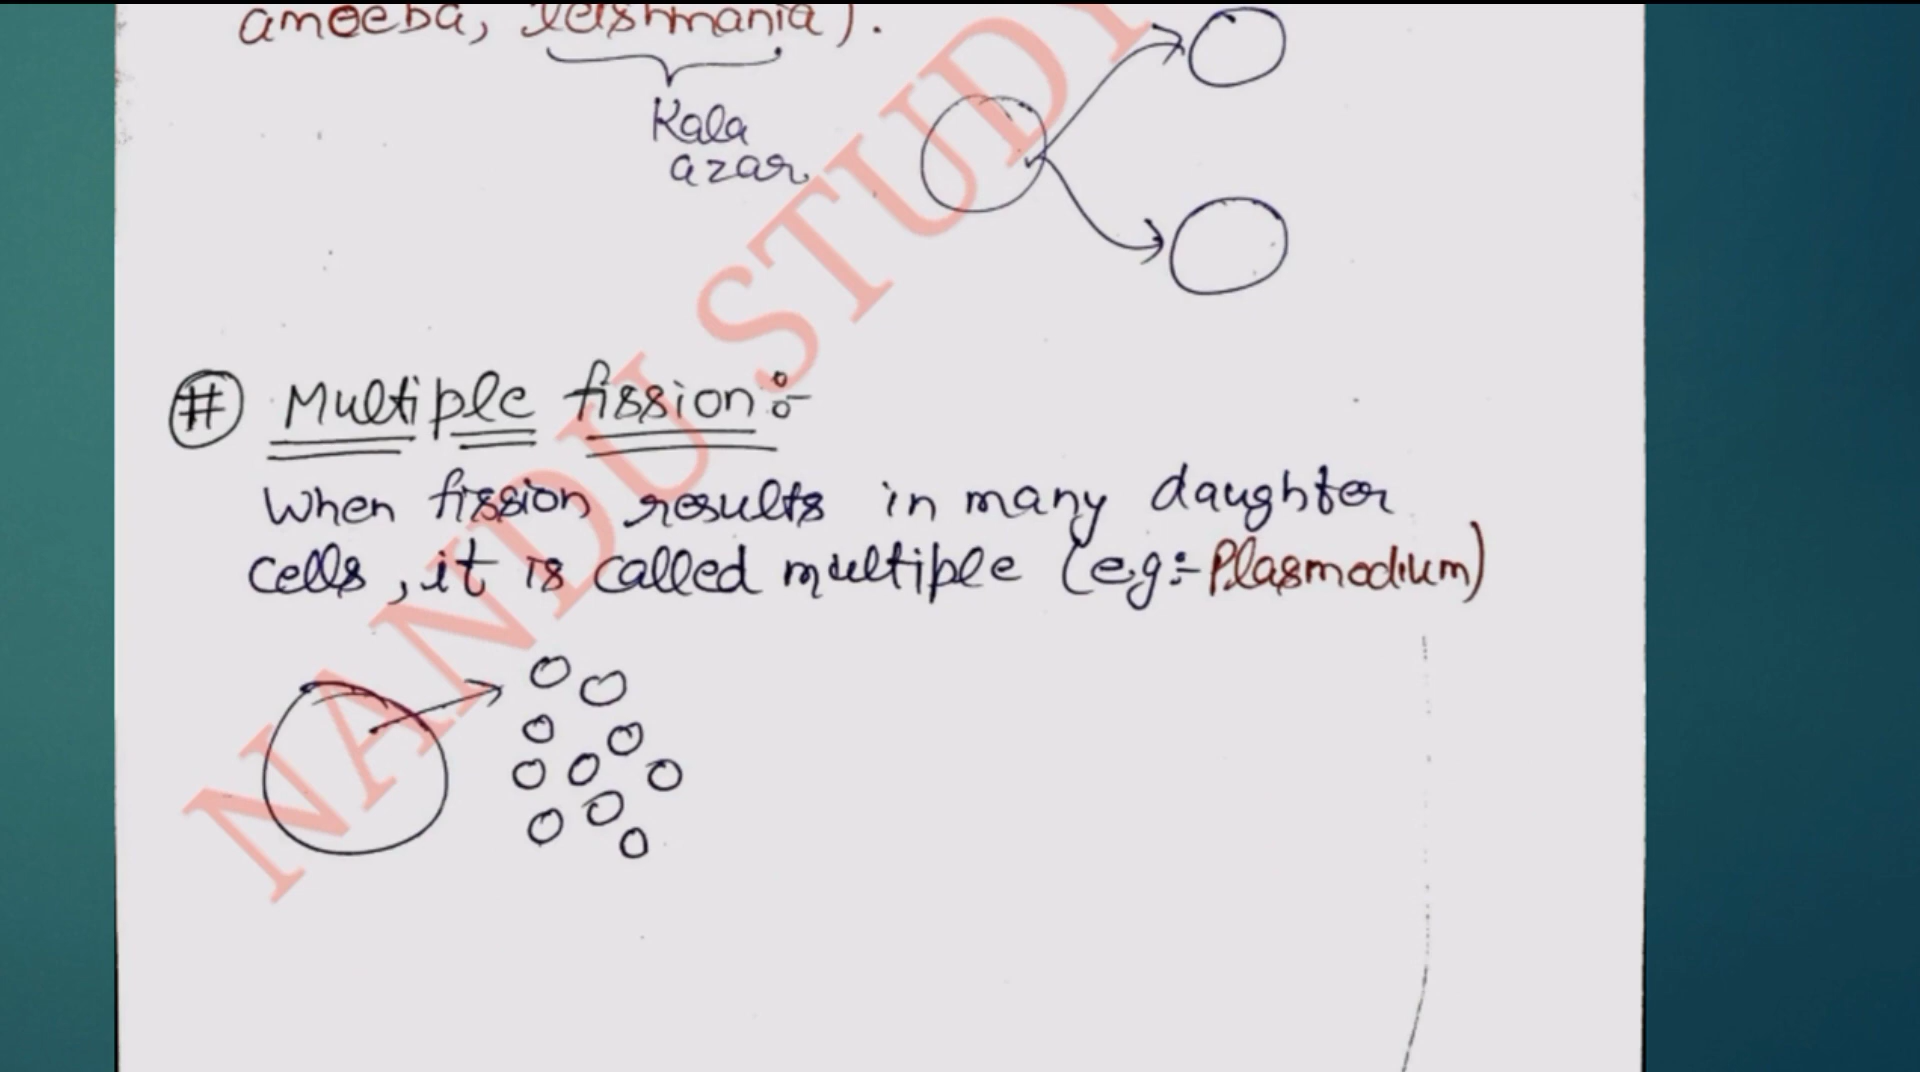 amoeba, leishmania).
Kala
azar
# Multiple fission :-
When fission results in many daughter
cells, it is called multiple (e.g:- Plasmodium)
NANDU STUDY